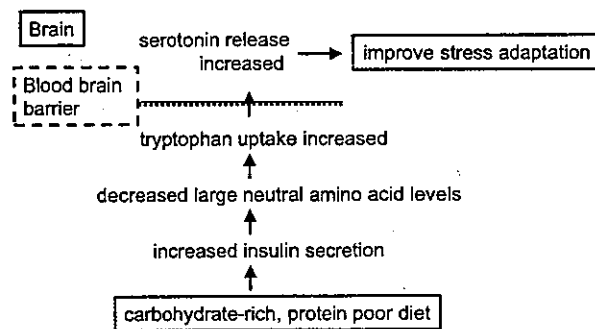 Brain
serotonin release
increased
improve stress adaptation
Blood brain
barrier
tryptophan uptake increased
decreased large neutral amino acid levels
increased insulin secretion
carbohydrate-rich, protein poor diet